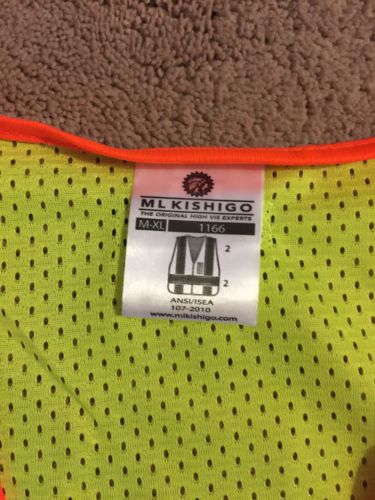 ML KISHIGO
THE ORIGINAL HIGH VIS EXPERTS
M-XL 1166
2
2
ANSI/ISEA
107-2010
www.mlkishigo.com